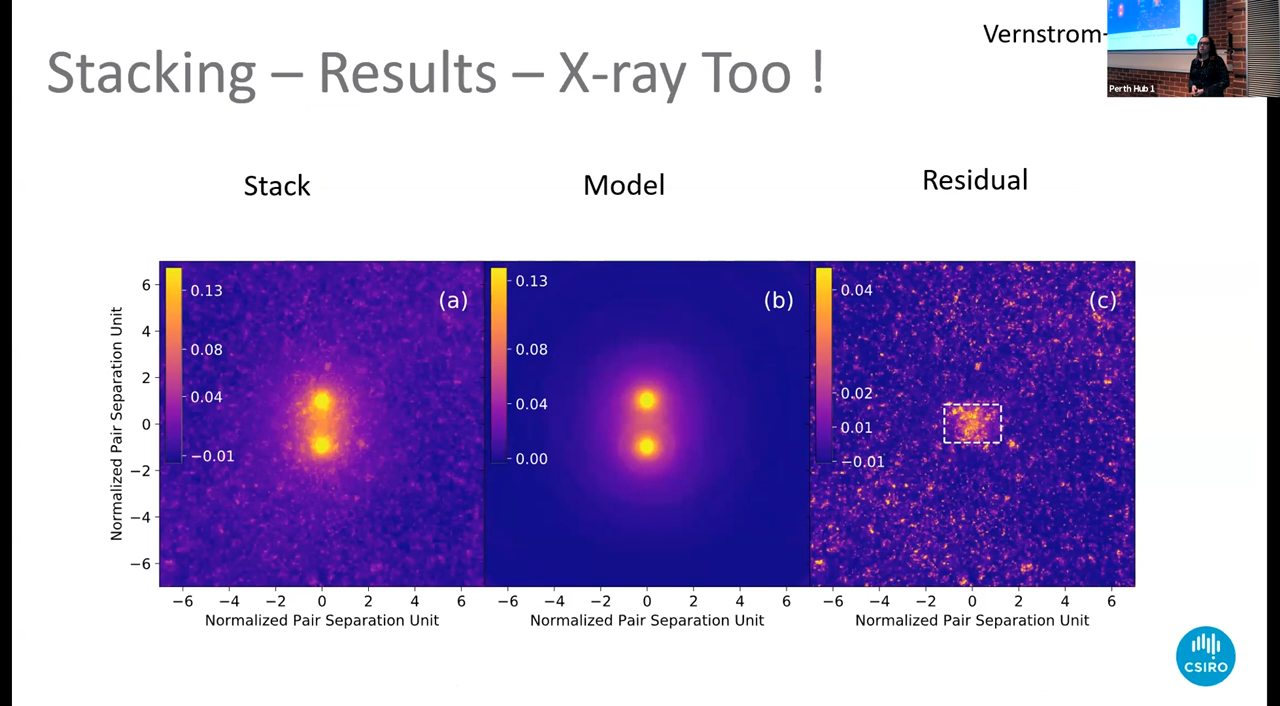 Vernstrom-
Stacking – Results – X-ray Too !
Perth Hub 1
Stack
Model
Residual
Normalized Pair Separation Unit
6
4
2
0
−2
−4
−6
0.13
0.08
0.04
−0.01
(a)
0.13
0.08
0.04
0.00
(b)
0.04
0.02
0.01
−0.01
(c)
−6 −4 −2 0 2 4 6
−6 −4 −2 0 2 4 6
−6 −4 −2 0 2 4 6
Normalized Pair Separation Unit
Normalized Pair Separation Unit
Normalized Pair Separation Unit
CSIRO